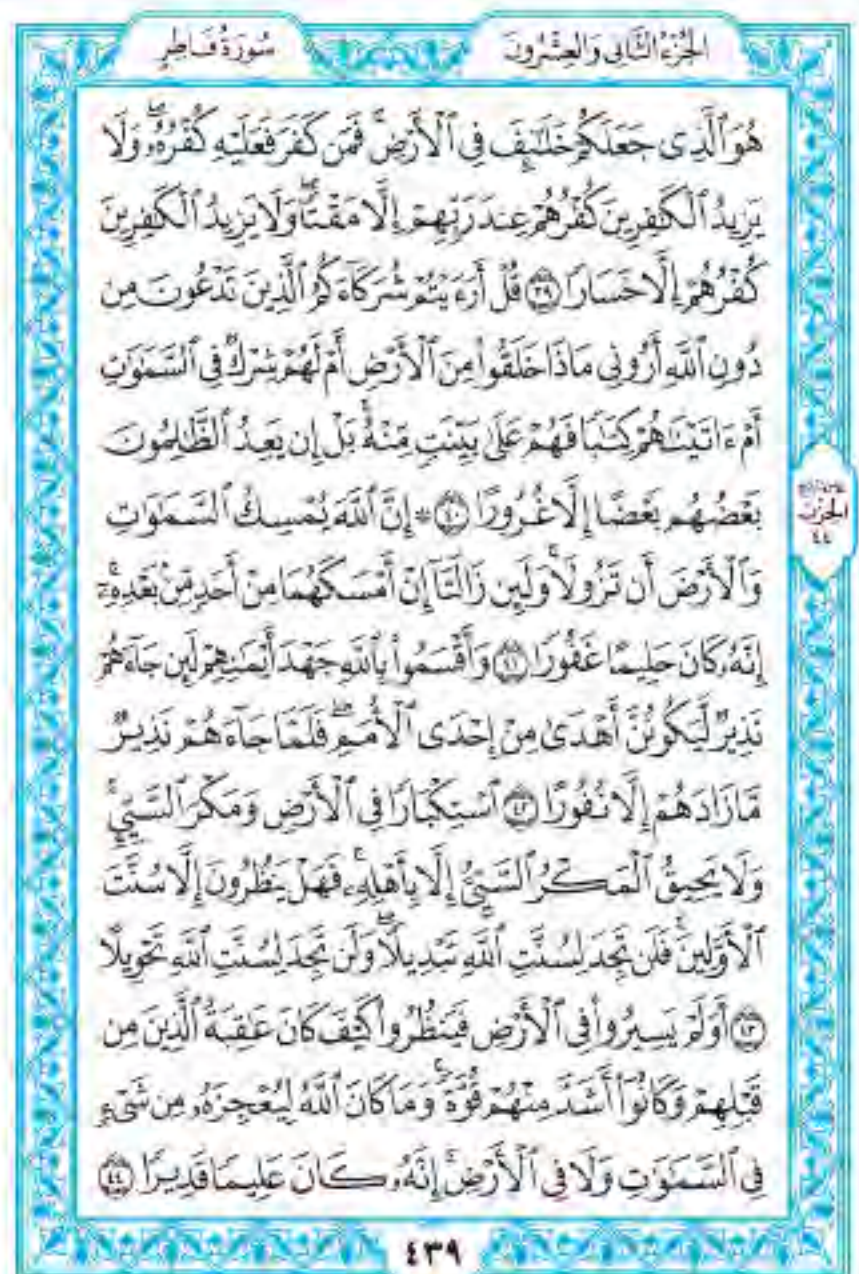 سُورَةُ فَاطِرٍ
الجُزْءُ الثَّانِي وَالعِشْرُونَ
هُوَ ٱلَّذِى جَعَلَكُمْ خَلَٰٓئِفَ فِى ٱلْأَرْضِ ۚ فَمَن كَفَرَ فَعَلَيْهِ كُفْرُهُۥ ۖ وَلَا
يَزِيدُ ٱلْكَٰفِرِينَ كُفْرُهُمْ عِندَ رَبِّهِمْ إِلَّا مَقْتًا ۖ وَلَا يَزِيدُ ٱلْكَٰفِرِينَ
كُفْرُهُمْ إِلَّا خَسَارًا ٣٩ قُلْ أَرَءَيْتُمْ شُرَكَآءَكُمُ ٱلَّذِينَ تَدْعُونَ مِن
دُونِ ٱللَّهِ أَرُونِى مَاذَا خَلَقُوا۟ مِنَ ٱلْأَرْضِ أَمْ لَهُمْ شِرْكٌ فِى ٱلسَّمَٰوَٰتِ
أَمْ ءَاتَيْنَٰهُمْ كِتَٰبًا فَهُمْ عَلَىٰ بَيِّنَتٍ مِّنْهُ ۚ بَلْ إِن يَعِدُ ٱلظَّٰلِمُونَ
بَعْضُهُم بَعْضًا إِلَّا غُرُورًا ٤٠ ۞ إِنَّ ٱللَّهَ يُمْسِكُ ٱلسَّمَٰوَٰتِ
وَٱلْأَرْضَ أَن تَزُولَا ۚ وَلَئِن زَالَتَآ إِنْ أَمْسَكَهُمَا مِنْ أَحَدٍ مِّنۢ بَعْدِهِۦٓ ۚ
إِنَّهُۥ كَانَ حَلِيمًا غَفُورًا ٤١ وَأَقْسَمُوا۟ بِٱللَّهِ جَهْدَ أَيْمَٰنِهِمْ لَئِن جَآءَهُمْ
نَذِيرٌ لَّيَكُونُنَّ أَهْدَىٰ مِنْ إِحْدَى ٱلْأُمَمِ ۖ فَلَمَّا جَآءَهُمْ نَذِيرٌ
مَّا زَادَهُمْ إِلَّا نُفُورًا ٤٢ ٱسْتِكْبَارًا فِى ٱلْأَرْضِ وَمَكْرَ ٱلسَّيِّئِ ۚ
وَلَا يَحِيقُ ٱلْمَكْرُ ٱلسَّيِّئُ إِلَّا بِأَهْلِهِۦ ۚ فَهَلْ يَنظُرُونَ إِلَّا سُنَّتَ
ٱلْأَوَّلِينَ ۚ فَلَن تَجِدَ لِسُنَّتِ ٱللَّهِ تَبْدِيلًا ۖ وَلَن تَجِدَ لِسُنَّتِ ٱللَّهِ تَحْوِيلًا
٤٣ أَوَلَمْ يَسِيرُوا۟ فِى ٱلْأَرْضِ فَيَنظُرُوا۟ كَيْفَ كَانَ عَٰقِبَةُ ٱلَّذِينَ مِن
قَبْلِهِمْ وَكَانُوٓا۟ أَشَدَّ مِنْهُمْ قُوَّةً ۚ وَمَا كَانَ ٱللَّهُ لِيُعْجِزَهُۥ مِن شَىْءٍ
فِى ٱلسَّمَٰوَٰتِ وَلَا فِى ٱلْأَرْضِ ۚ إِنَّهُۥ كَانَ عَلِيمًا قَدِيرًا ٤٤
الحِزْب
٤٤
٤٣٩